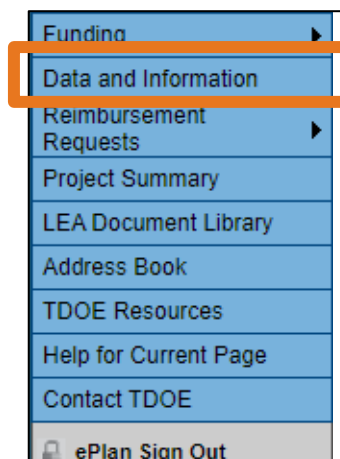 Funding
Data and Information
Reimbursement
Requests
Project Summary
LEA Document Library
Address Book
TDOE Resources
Help for Current Page
Contact TDOE
ePlan Sign Out